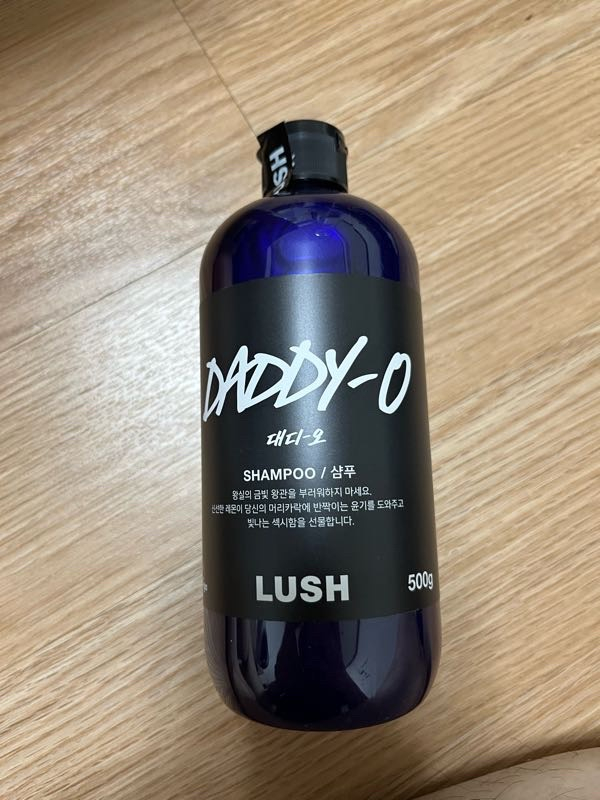 LUSH
DADDY-O
대디-오
SHAMPOO / 샴푸
왕실의 금빛 왕관을 부러워하지 마세요.
신선한 레몬이 당신의 머리카락에 반짝이는 윤기를 도와주고
빛나는 섹시함을 선물합니다.
LUSH
500g